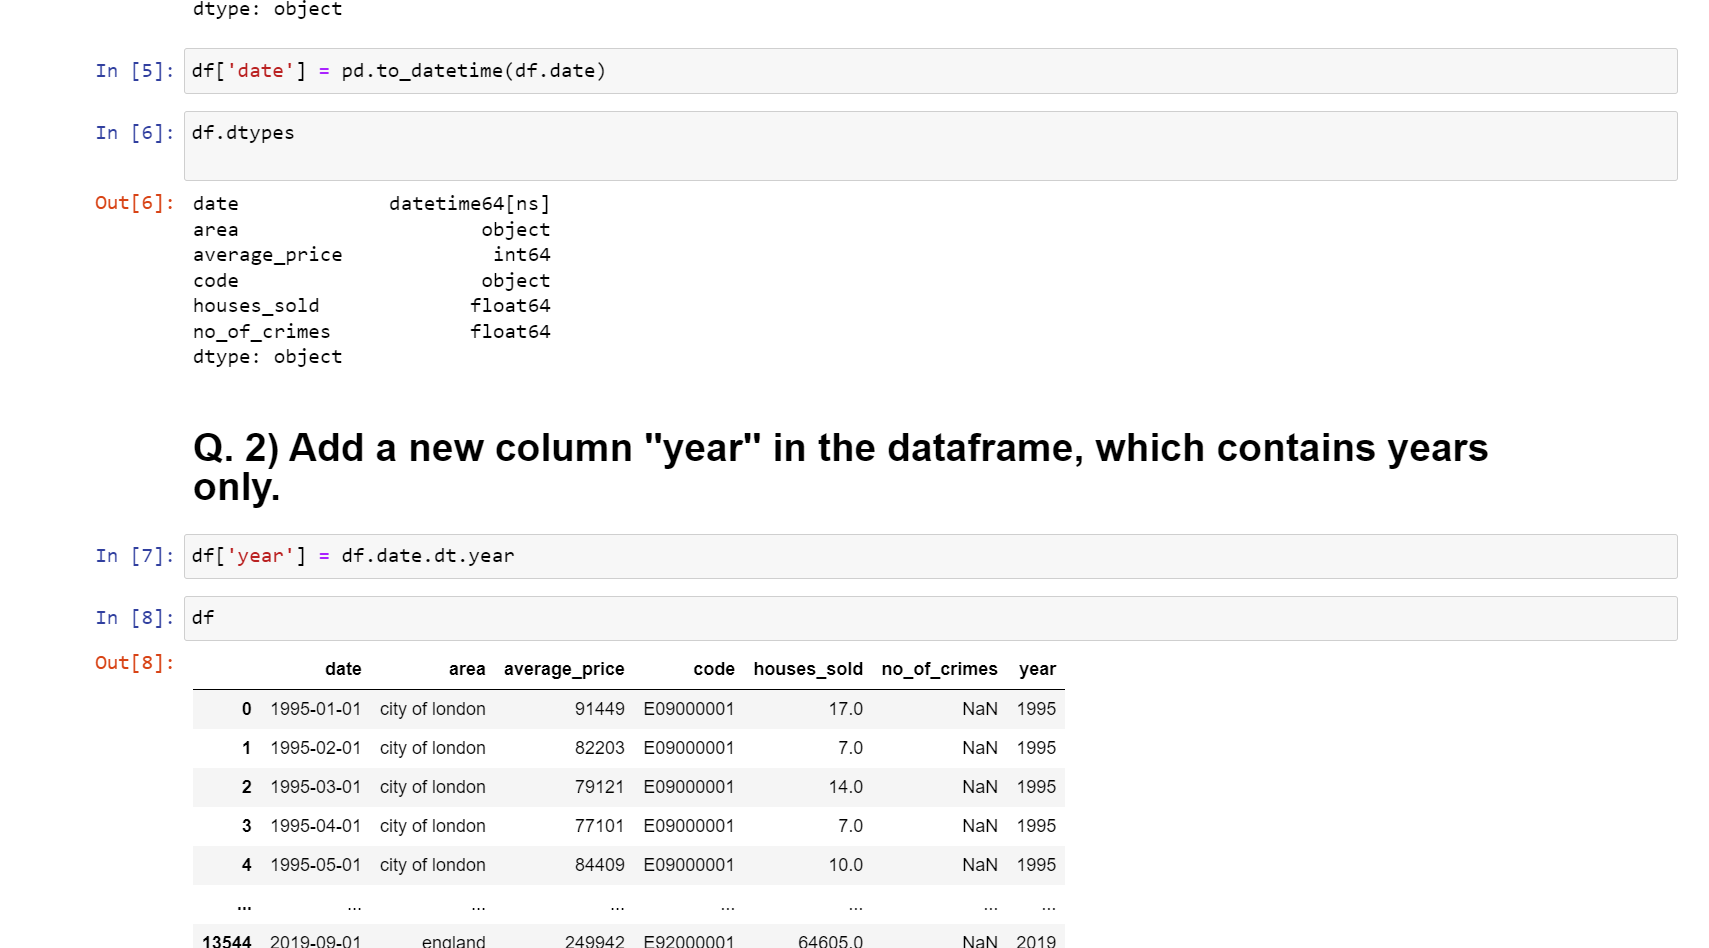 dtype: object
In [5]: df['date'] = pd.to_datetime(df.date)
In [6]: df.dtypes
Out[6]: date datetime64[ns]
area object
average_price int64
code object
houses_sold float64
no_of_crimes float64
dtype: object
Q. 2) Add a new column "year" in the dataframe, which contains years
only.
In [7]: df['year'] = df.date.dt.year
In [8]: df
Out[8]:
date area average_price code houses_sold no_of_crimes year
0 1995-01-01 city of london 91449 E09000001 17.0 NaN 1995
1 1995-02-01 city of london 82203 E09000001 7.0 NaN 1995
2 1995-03-01 city of london 79121 E09000001 14.0 NaN 1995
3 1995-04-01 city of london 77101 E09000001 7.0 NaN 1995
4 1995-05-01 city of london 84409 E09000001 10.0 NaN 1995
... ... ... ... ... ... ... ...
13544 2019-09-01 england 249942 E92000001 64605.0 NaN 2019